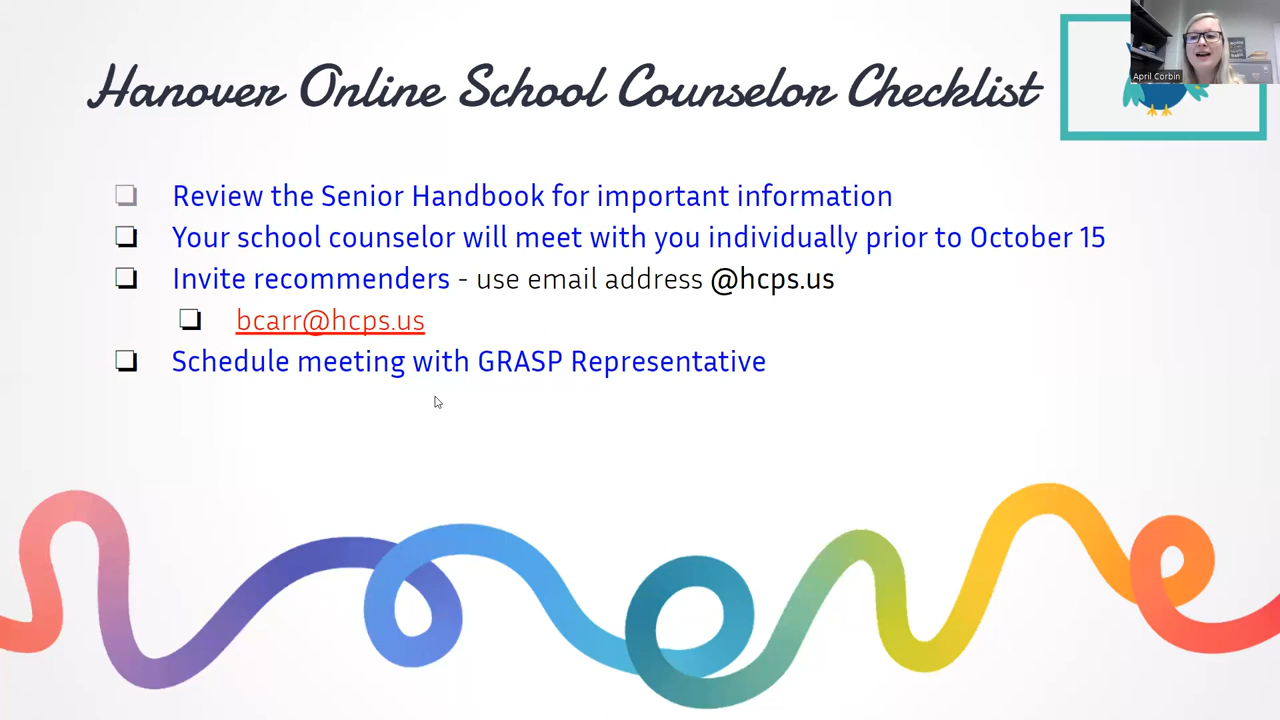 Hanover Online School Counselor Checklist
April Corbin
Review the Senior Handbook for important information
Your school counselor will meet with you individually prior to October 15
Invite recommenders - use email address @hcps.us
bcarr@hcps.us
Schedule meeting with GRASP Representative